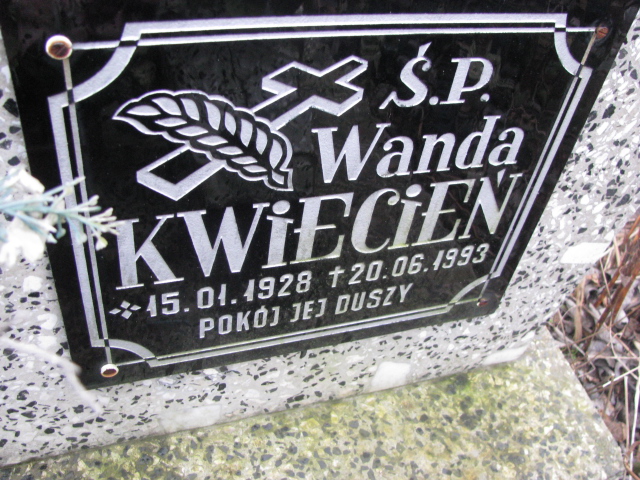 Ś.P.
Wanda
KWiECiEŃ
15.01.1928 †20.06.1993
POKÓJ JEJ DUSZY